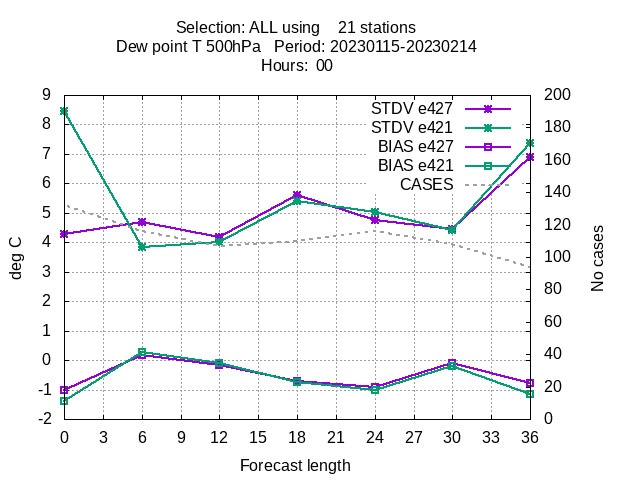 Selection: ALL using    21 stations
Dew point T 500hPa   Period: 20230115-20230214
Hours:  00
STDV e427
STDV e421
BIAS e427
BIAS e421
CASES
9
8
7
6
5
4
3
2
1
0
-1
-2
deg C
200
180
160
140
120
100
80
60
40
20
0
No cases
0 3 6 9 12 15 18 21 24 27 30 33 36
Forecast length